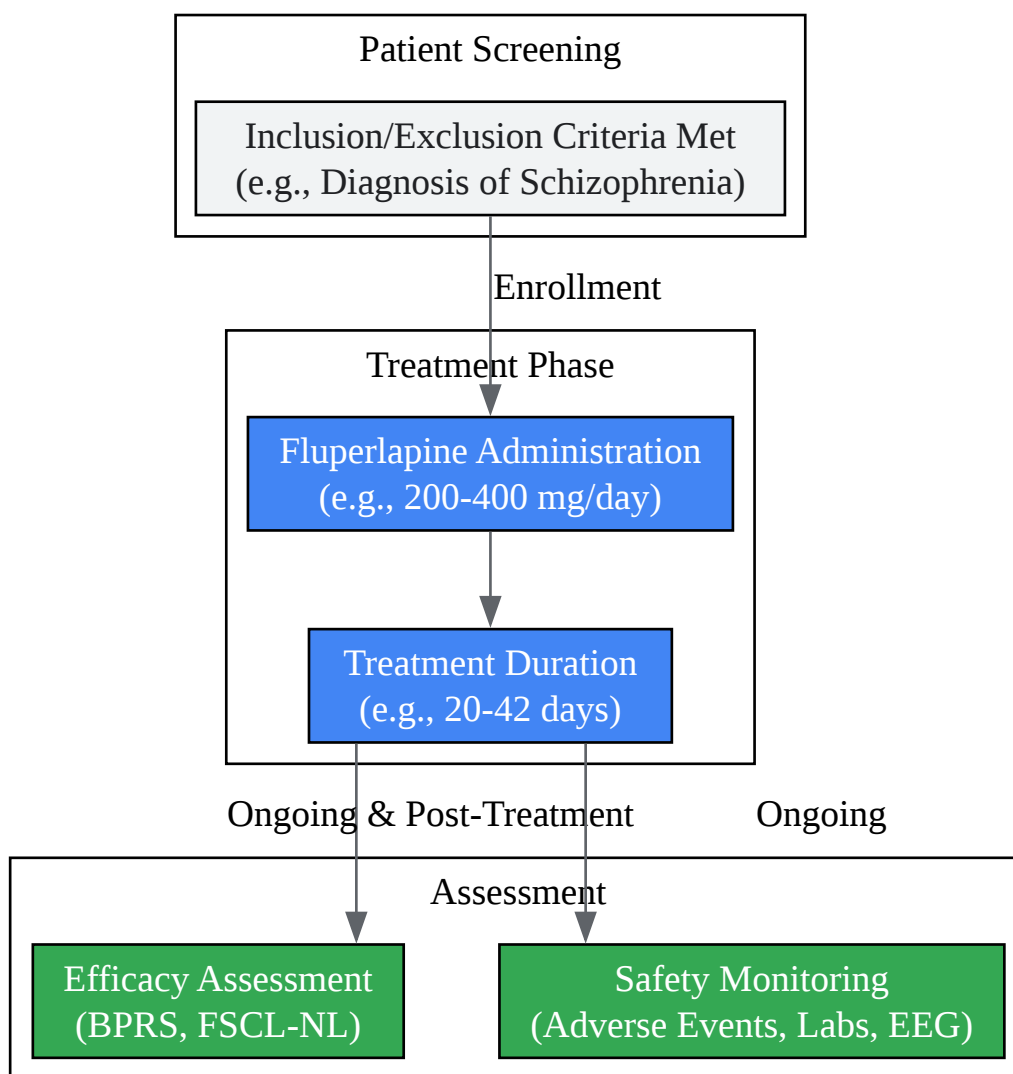 Patient Screening
Inclusion/Exclusion Criteria Met
(e.g., Diagnosis of Schizophrenia)
Enrollment
Treatment Phase
Fluperlapine Administration
(e.g., 200-400 mg/day)
Treatment Duration
(e.g., 20-42 days)
Ongoing & Post-Treatment
Ongoing
Assessment
Efficacy Assessment
(BPRS, FSCL-NL)
Safety Monitoring
(Adverse Events, Labs, EEG)